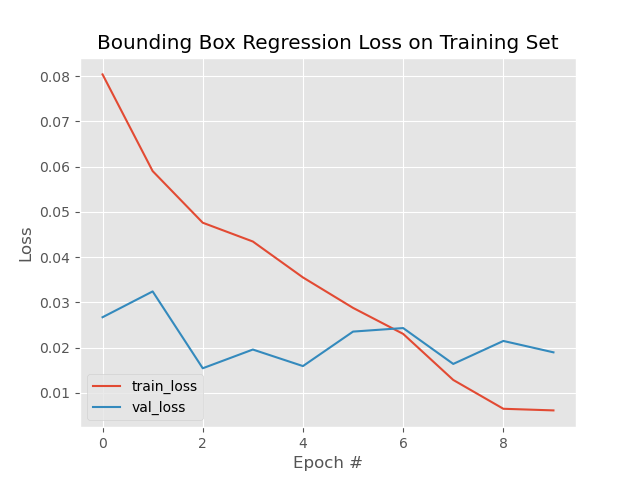 Bounding Box Regression Loss on Training Set
0.08
0.07
0.06
0.05
0.04
0.03
0.02
0.01
Loss
train_loss
val_loss
0 2 4 6 8
Epoch #